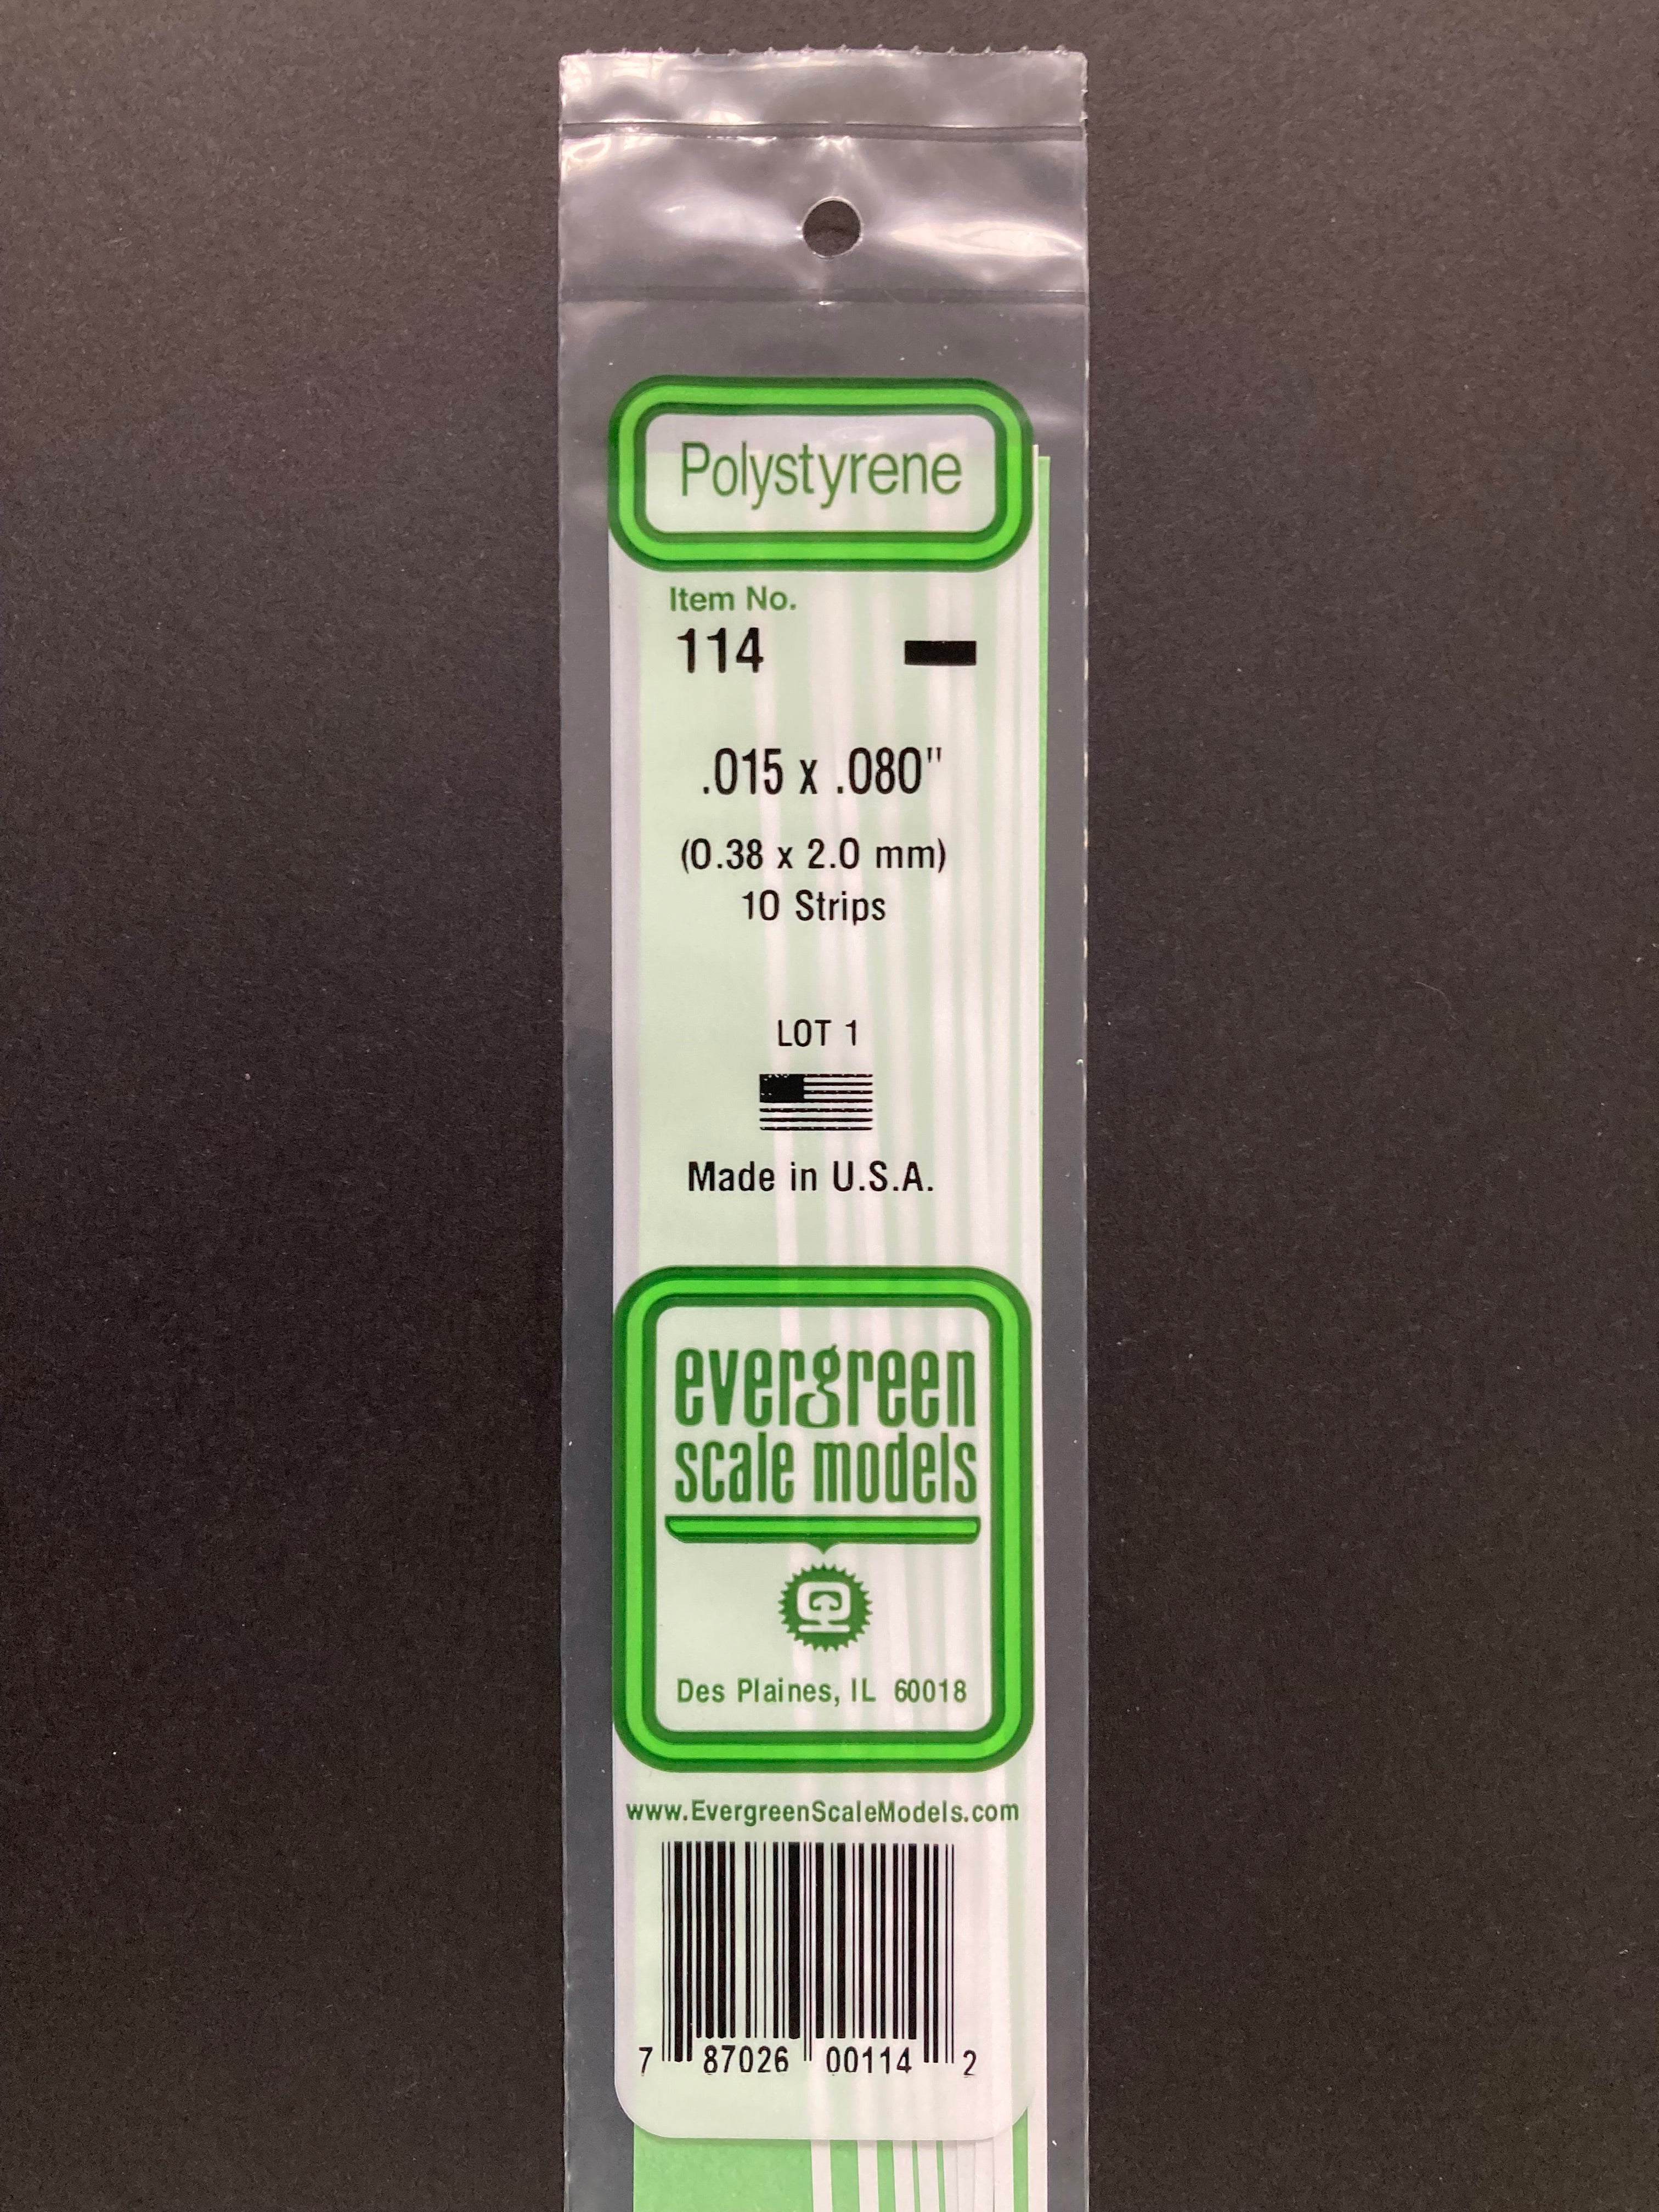 Polystyrene
Item No.
114
.015 x .080"
(0.38 x 2.0 mm)
10 Strips
LOT 1
Made in U.S.A.
evergreen
scale models
Des Plaines, IL 60018
www.EvergreenScaleModels.com
7 87026 00114 2